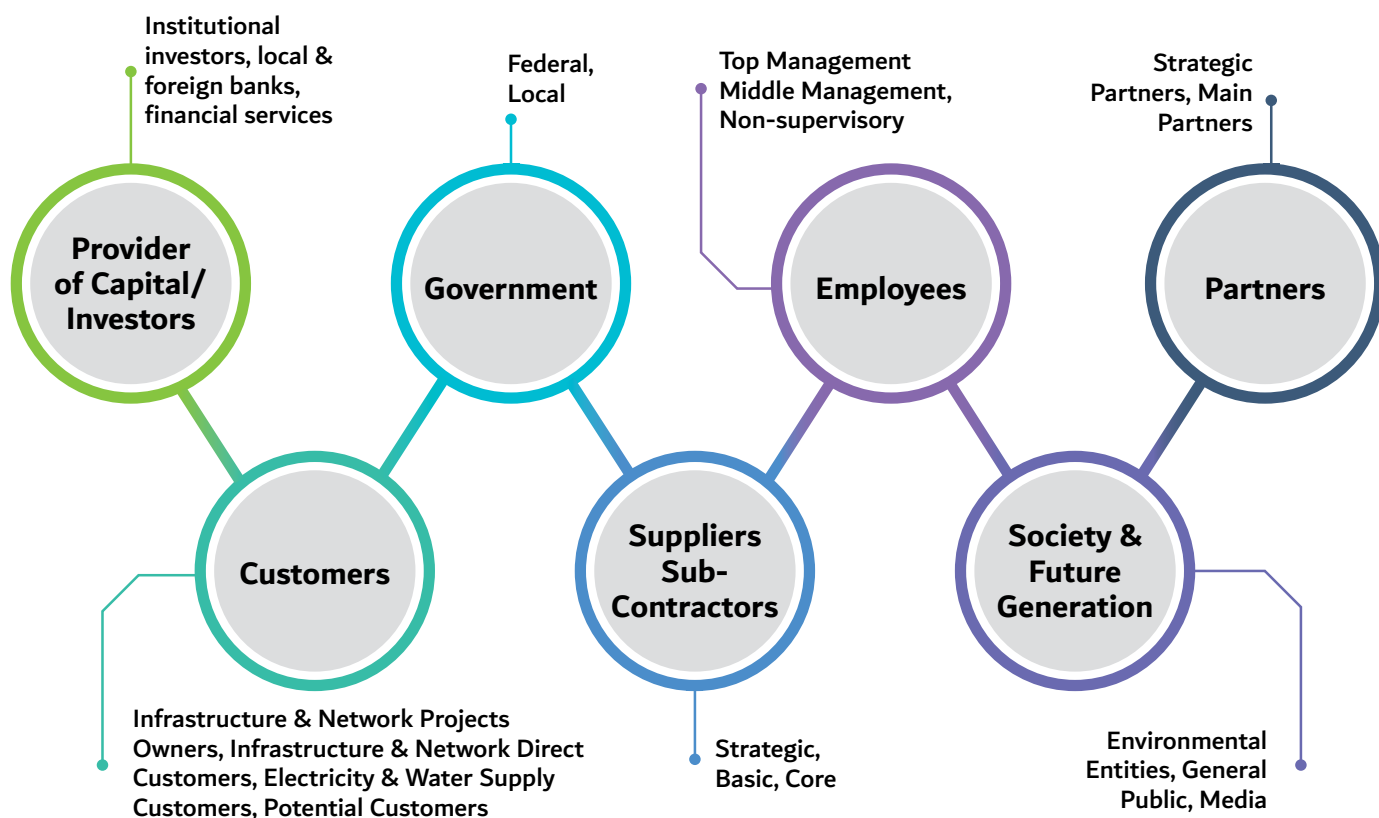 Institutional
investors, local &
foreign banks,
financial services
Provider
of Capital/
Investors
Federal,
Local
Government
Top Management
Middle Management,
Non-supervisory
Employees
Strategic
Partners, Main
Partners
Partners
Customers
Infrastructure & Network Projects
Owners, Infrastructure & Network Direct
Customers, Electricity & Water Supply
Customers, Potential Customers
Suppliers
Sub-
Contractors
Strategic,
Basic, Core
Society &
Future
Generation
Environmental
Entities, General
Public, Media